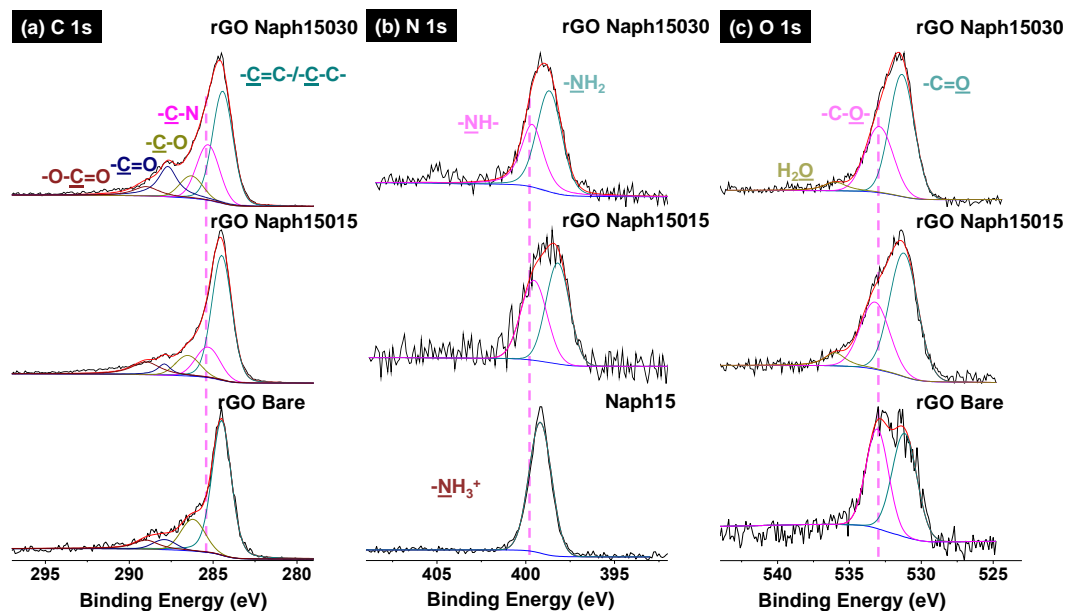 (a) C 1s
rGO Naph15030
-C=C-/-C-C-
-C-N
-C-O
-C=O
-O-C=O
rGO Naph15015
rGO Bare
295
290
285
280
Binding Energy (eV)
(b) N 1s
rGO Naph15030
-NH₂
-NH-
rGO Naph15015
Naph15
-NH₃⁺
405
400
395
Binding Energy (eV)
(c) O 1s
rGO Naph15030
-C=O
-C-O-
H₂O
rGO Naph15015
rGO Bare
540
535
530
525
Binding Energy (eV)